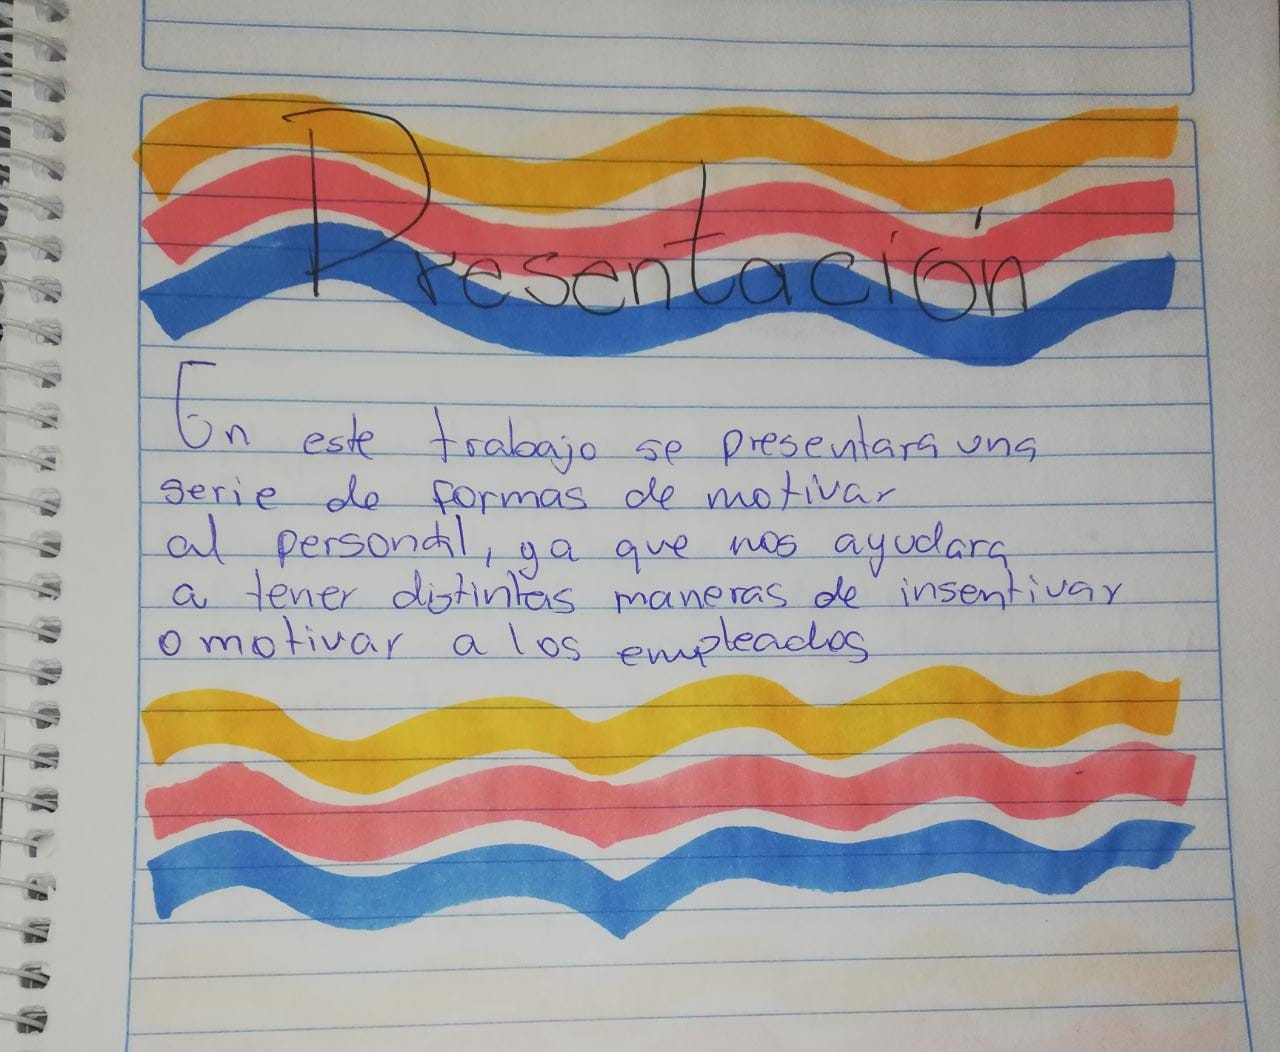 Presentación
En este trabajo se presentara una
serie de formas de motivar
al personal, ya que nos ayudara
a tener distintas maneras de insentivar
o motivar a los empleados